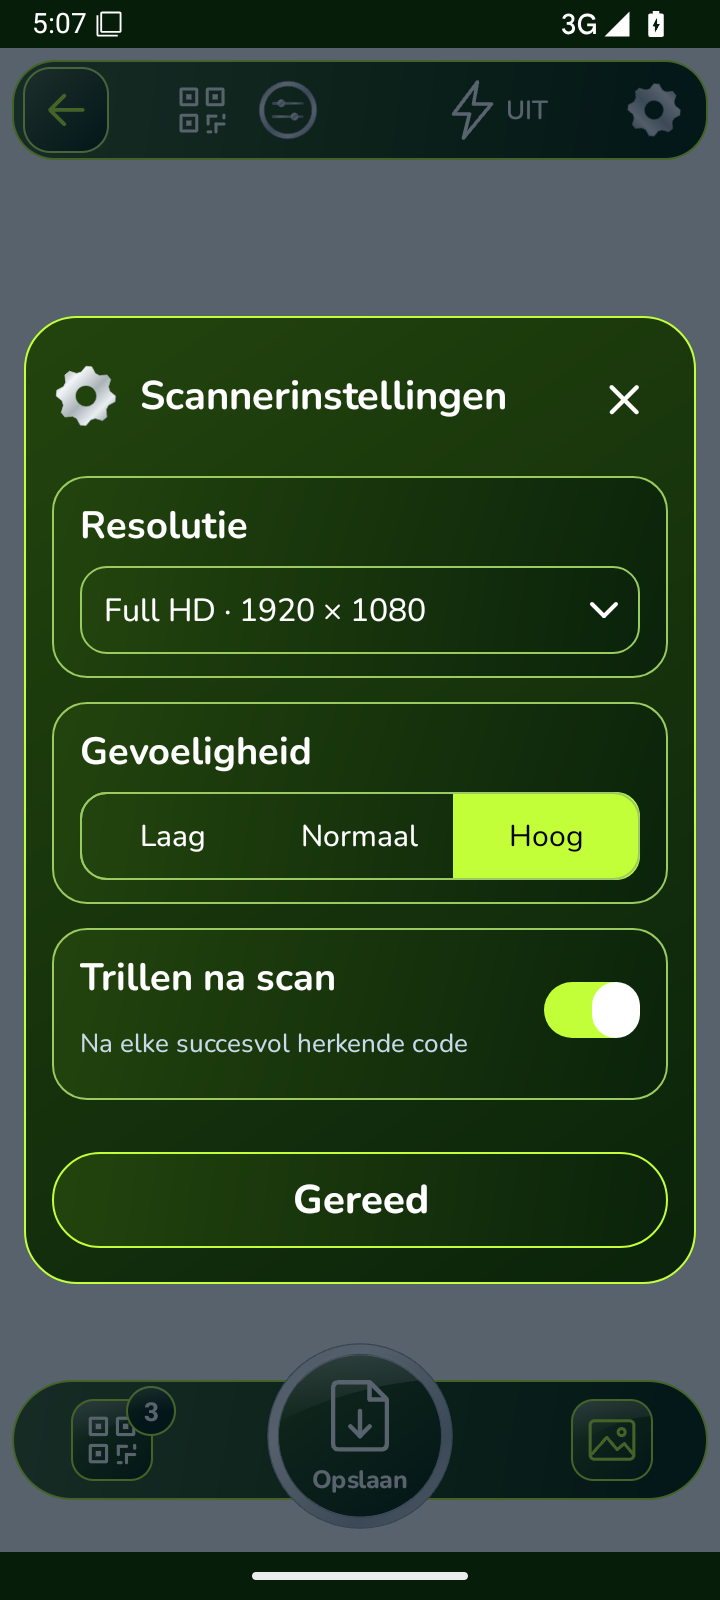 5:07
3G
UIT
Scannerinstellingen
Resolutie
Full HD · 1920 × 1080
Gevoeligheid
Laag Normaal Hoog
Trillen na scan
Na elke succesvol herkende code
Gereed
3
Opslaan